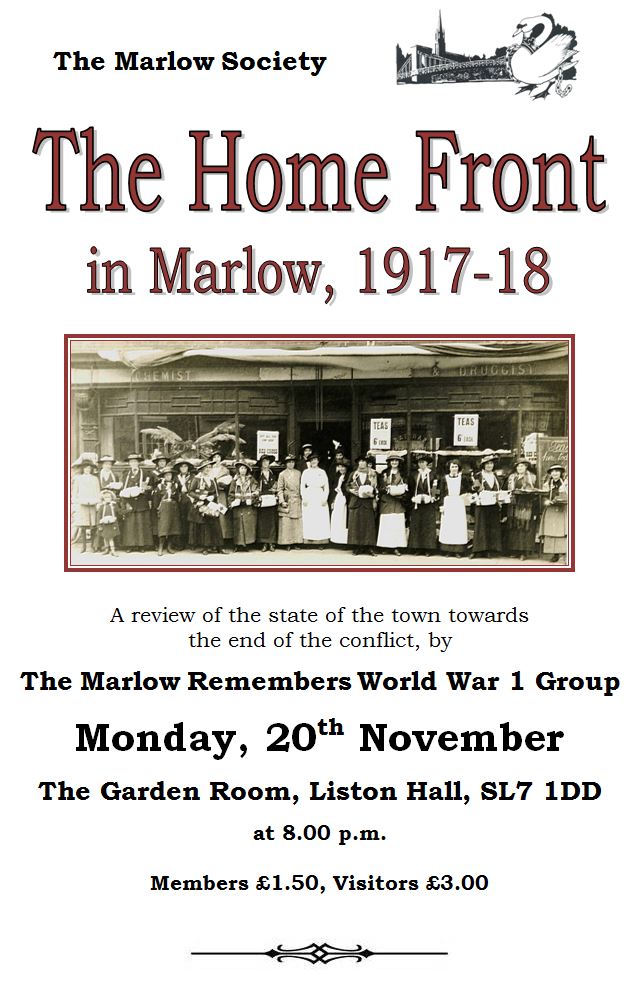 The Marlow Society
The Home Front
in Marlow, 1917-18
CHEMIST
& DRUGGIST
TEAS
6 EACH
TEAS
6 EACH
A review of the state of the town towards
the end of the conflict, by
The Marlow Remembers World War 1 Group
Monday, 20th November
The Garden Room, Liston Hall, SL7 1DD
at 8.00 p.m.
Members £1.50, Visitors £3.00